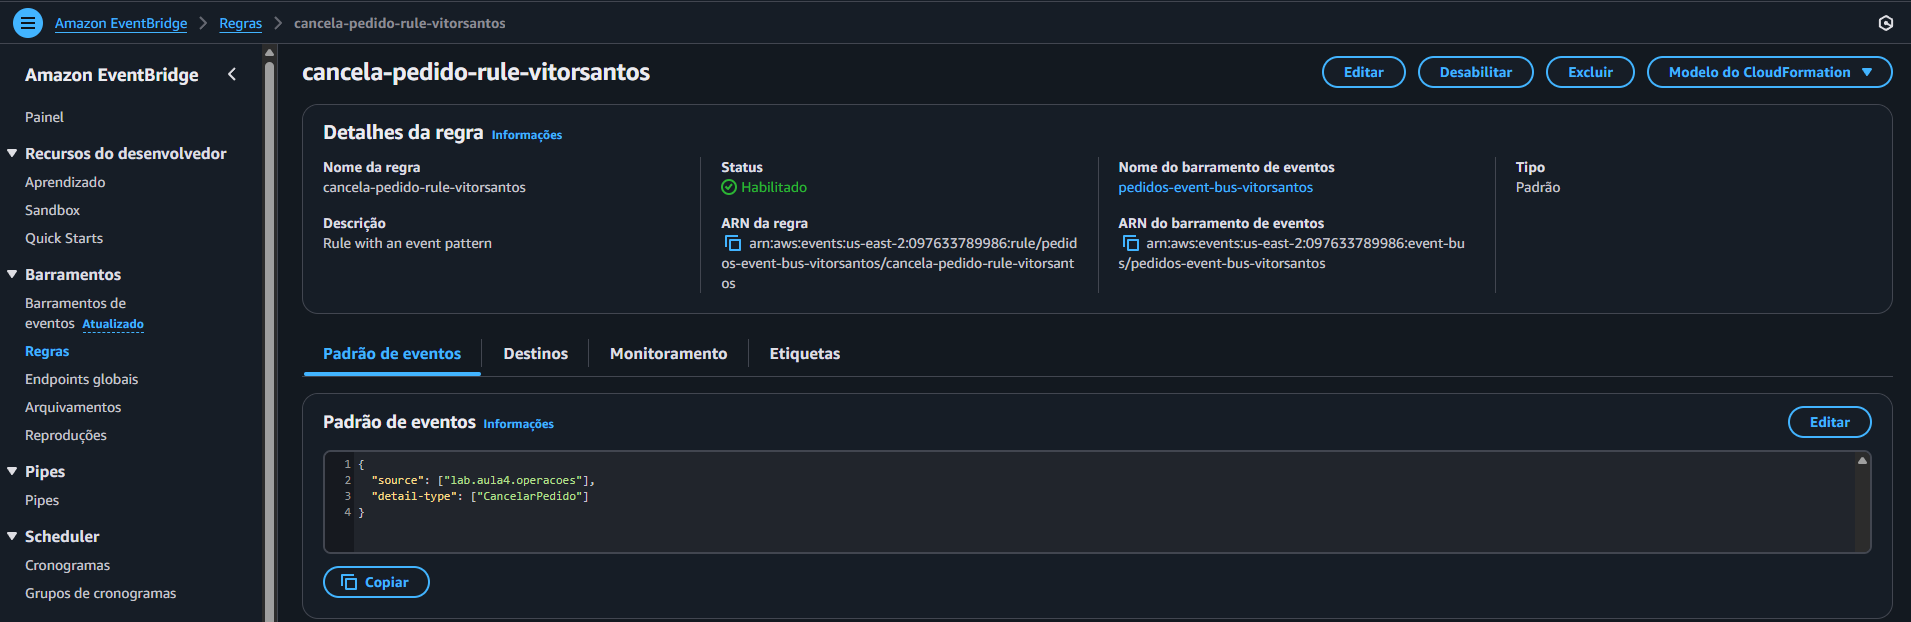 Amazon EventBridge > Regras > cancela-pedido-rule-vitorsantos
Amazon EventBridge
Painel
Recursos do desenvolvedor
Aprendizado
Sandbox
Quick Starts
Barramentos
Barramentos de
eventos Atualizado
Regras
Endpoints globais
Arquivamentos
Reproduções
Pipes
Pipes
Scheduler
Cronogramas
Grupos de cronogramas
cancela-pedido-rule-vitorsantos
Editar
Desabilitar
Excluir
Modelo do CloudFormation
Detalhes da regra Informações
Nome da regra
cancela-pedido-rule-vitorsantos
Descrição
Rule with an event pattern
Status
Habilitado
ARN da regra
arn:aws:events:us-east-2:097633789986:rule/pedid
os-event-bus-vitorsantos/cancela-pedido-rule-vitorsant
os
Nome do barramento de eventos
pedidos-event-bus-vitorsantos
ARN do barramento de eventos
arn:aws:events:us-east-2:097633789986:event-bu
s/pedidos-event-bus-vitorsantos
Tipo
Padrão
Padrão de eventos
Destinos
Monitoramento
Etiquetas
Padrão de eventos Informações
Editar
1 {
2 "source": ["lab.aula4.operacoes"],
3 "detail-type": ["CancelarPedido"]
4 }
Copiar